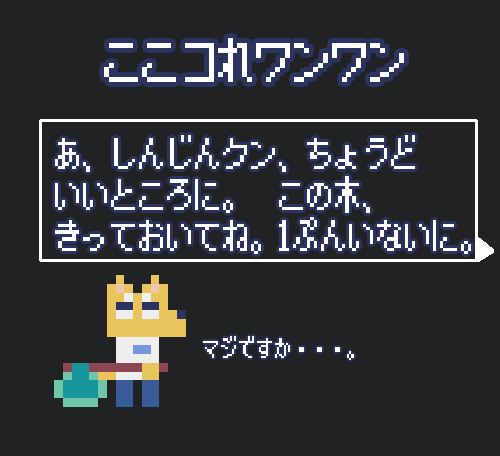 ここコれワンワン
あ、しんじんクン、ちょうど
いいところに。　この木、
きっておいてね。1ぷんいないに。
マジですか・・・。